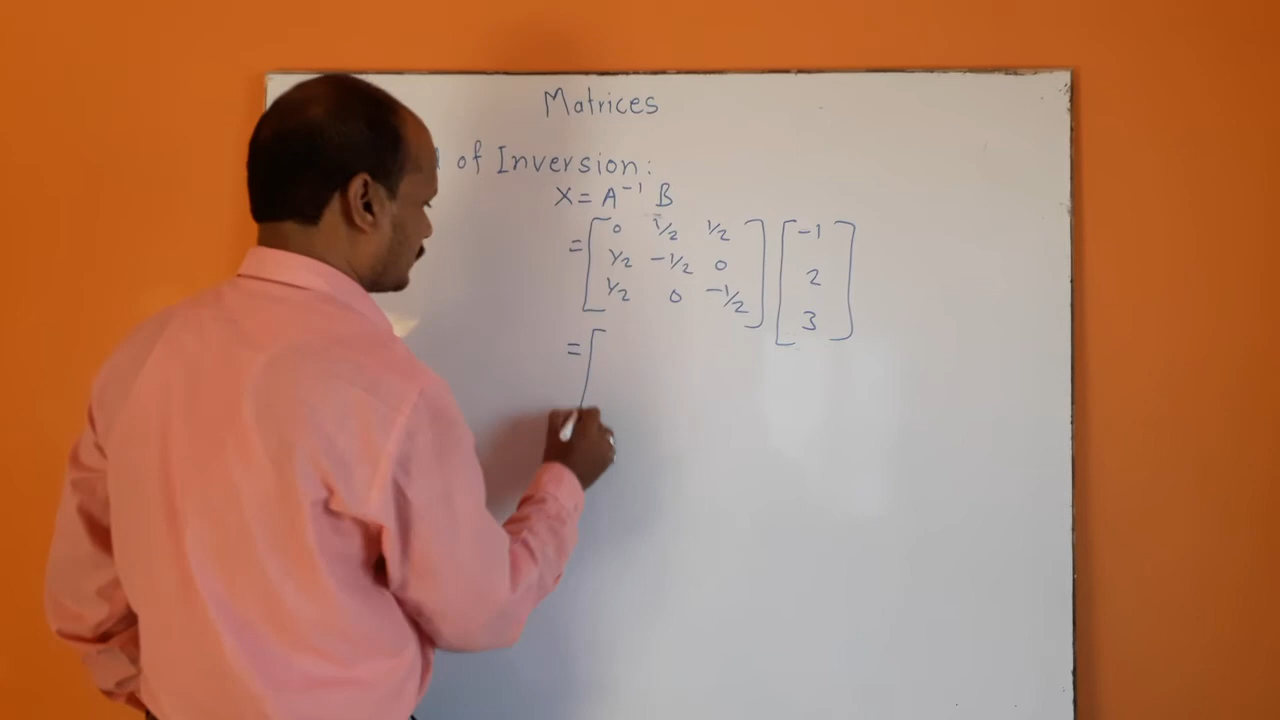 Matrices
of Inversion:
X = A⁻¹ B
= [ 0 1/2 1/2 ] [ -1 ]
[ 1/2 -1/2 0 ] [ 2 ]
[ 1/2 0 -1/2 ] [ 3 ]
= [